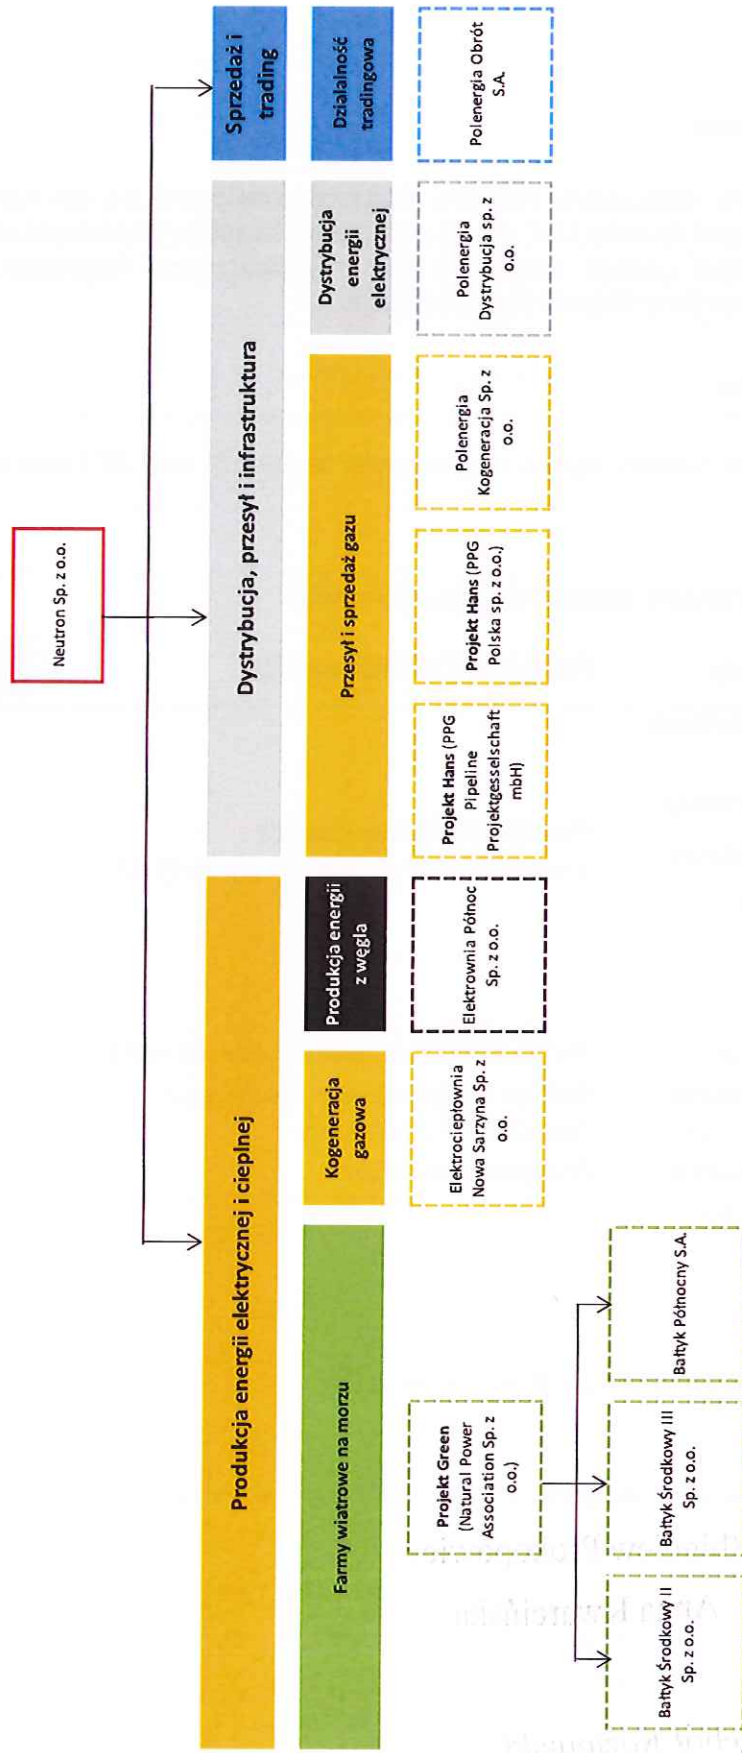 Neutron Sp. z o.o.
Produkcja energii elektrycznej i cieplnej
Dystrybucja, przesył i infrastruktura
Sprzedaż i
trading
Farmy wiatrowe na morzu
Kogeneracja
gazowa
Produkcja energii
z węgla
Przesył i sprzedaż gazu
Dystrybucja
energii
elektrycznej
Działalność
tradingowa
Projekt Green
(Natural Power
Association Sp. z
o.o.)
Elektrociepłownia
Nowa Sarzyna Sp. z
o.o.
Elektrownia Północ
Sp. z o.o.
Projekt Hans (PPG
Pipeline
Projektgesselschaft
mbH)
Projekt Hans (PPG
Polska sp. z o.o.)
Polenergia
Kogeneracja Sp. z
o.o.
Polenergia
Dystrybucja sp. z
o.o.
Polenergia Obrót
S.A.
Bałtyk Środkowy II
Sp. z o.o.
Bałtyk Środkowy III
Sp. z o.o.
Bałtyk Północny S.A.